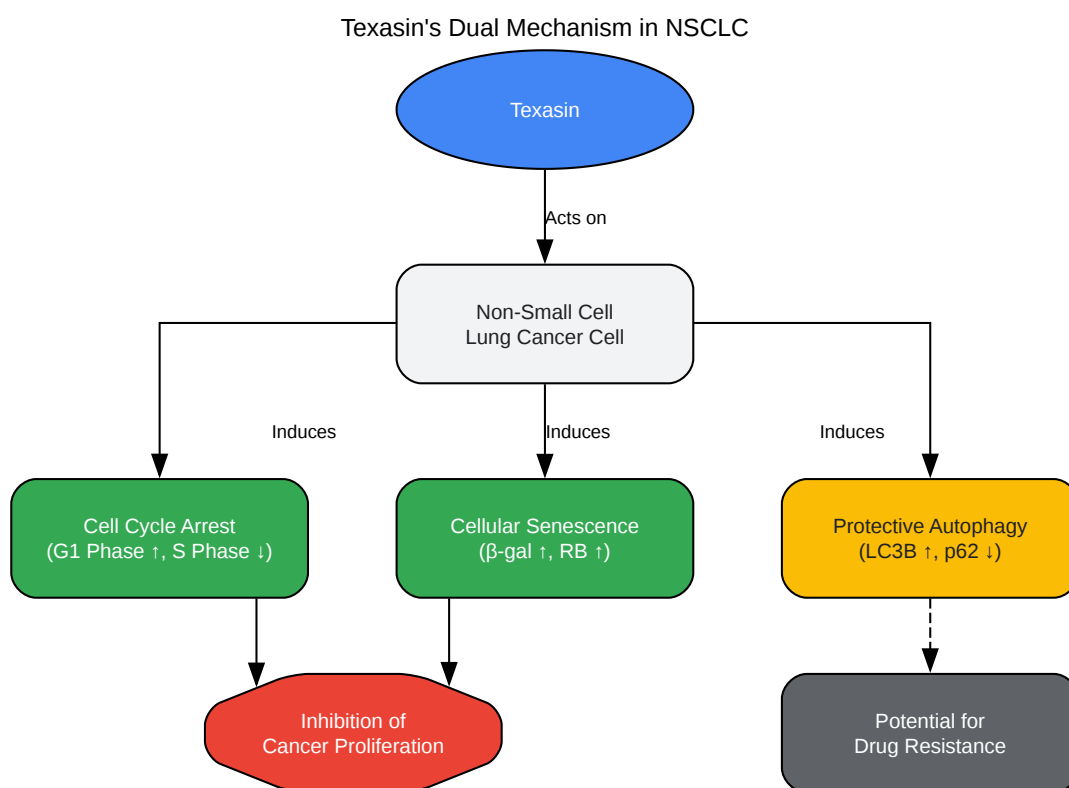 Texasin's Dual Mechanism in NSCLC
Texasin
Acts on
Non-Small Cell
Lung Cancer Cell
Induces
Induces
Induces
Cell Cycle Arrest
(G1 Phase ↑, S Phase ↓)
Cellular Senescence
(β-gal ↑, RB ↑)
Protective Autophagy
(LC3B ↑, p62 ↓)
Inhibition of
Cancer Proliferation
Potential for
Drug Resistance